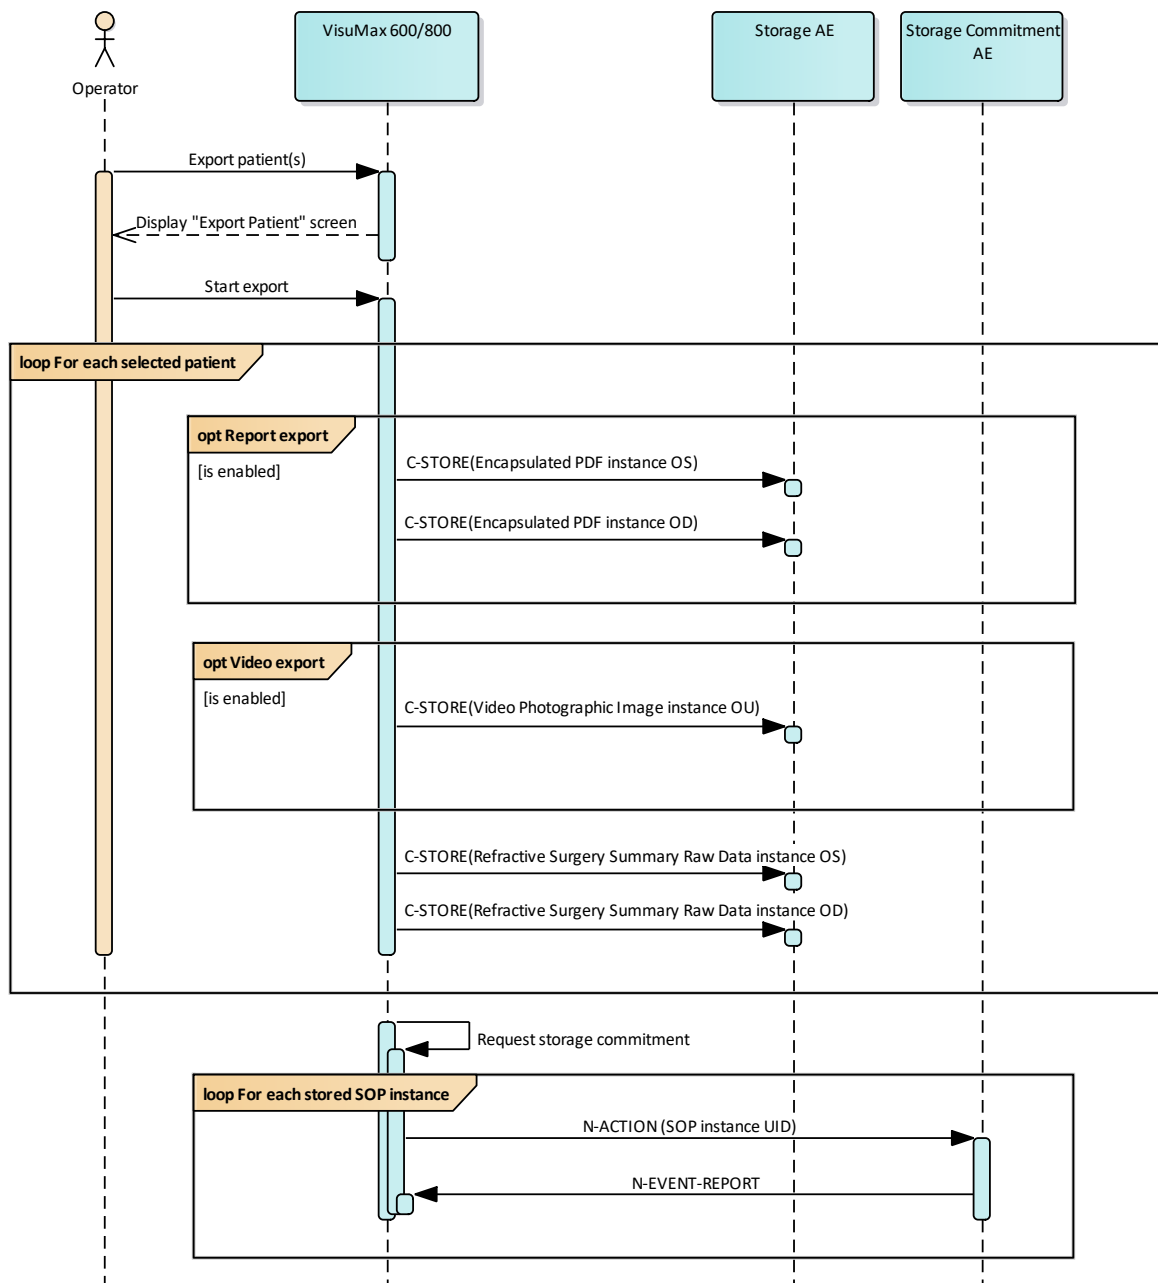 VisuMax 600/800
Storage AE
Storage Commitment
AE
Operator
Export patient(s)
Display "Export Patient" screen
Start export
loop For each selected patient
opt Report export
[is enabled]
C-STORE(Encapsulated PDF instance OS)
C-STORE(Encapsulated PDF instance OD)
opt Video export
[is enabled]
C-STORE(Video Photographic Image instance OU)
C-STORE(Refractive Surgery Summary Raw Data instance OS)
C-STORE(Refractive Surgery Summary Raw Data instance OD)
Request storage commitment
loop For each stored SOP instance
N-ACTION (SOP instance UID)
N-EVENT-REPORT